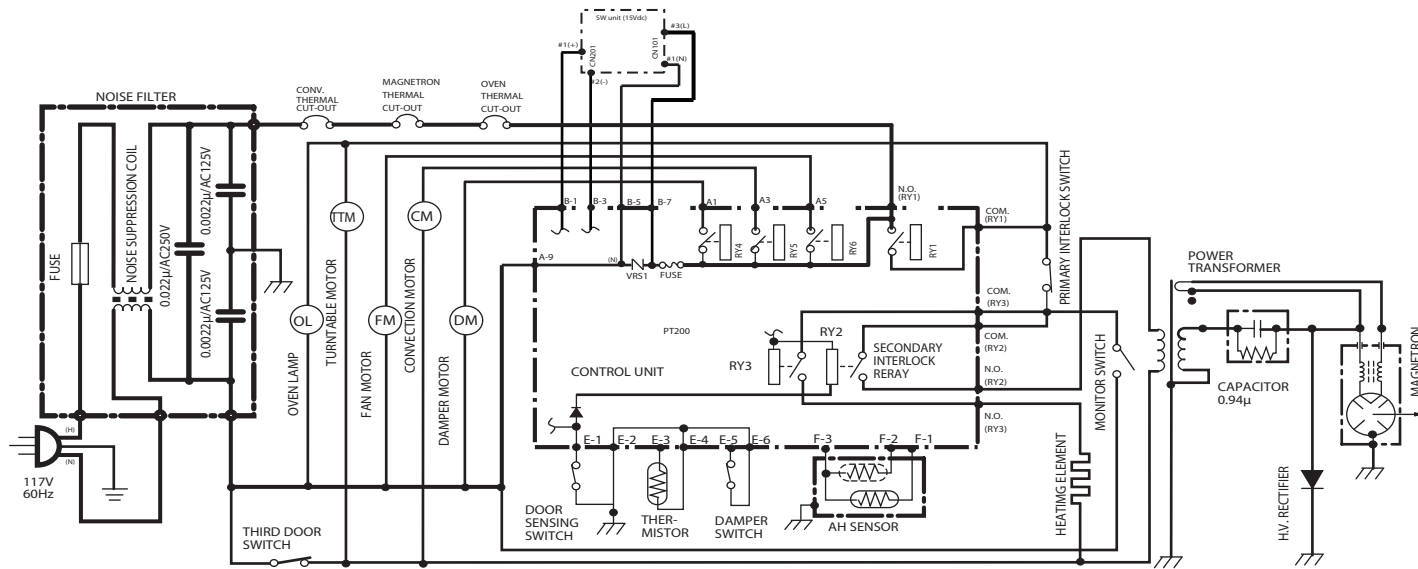 SW unit (15Vdc)
#3(L)
#1(+)
CN201
CN101
#1(N)
#2(-)
NOISE FILTER
CONV.
THERMAL
CUT-OUT
MAGNETRON
THERMAL
CUT-OUT
OVEN
THERMAL
CUT-OUT
FUSE
NOISE SUPPRESSION COIL
0.022µ/AC250V
0.0022µ/AC125V
0.0022µ/AC125V
(H)
(N)
117V
60Hz
OL
OVEN LAMP
TTM
TURNTABLE MOTOR
FM
FAN MOTOR
CM
CONVECTION MOTOR
DM
DAMPER MOTOR
THIRD DOOR
SWITCH
B-1
B-3
B-5
B-7
A1
A3
A5
N.O.
(RY1)
COM.
(RY1)
A-9
(N)
VRS1
FUSE
RY4
RY5
RY6
RY1
PRIMARY INTERLOCK SWITCH
COM.
(RY3)
COM.
(RY2)
N.O.
(RY2)
N.O.
(RY3)
PT200
RY2
RY3
SECONDARY
INTERLOCK
RERAY
CONTROL UNIT
E-1
E-2
E-3
E-4
E-5
E-6
F-3
F-2
F-1
DOOR
SENSING
SWITCH
THER-
MISTOR
DAMPER
SWITCH
AH SENSOR
HEATIMG ELEMENT
MONITOR SWITCH
POWER
TRANSFORMER
CAPACITOR
0.94µ
H.V. RECTIFIER
MAGNETRON